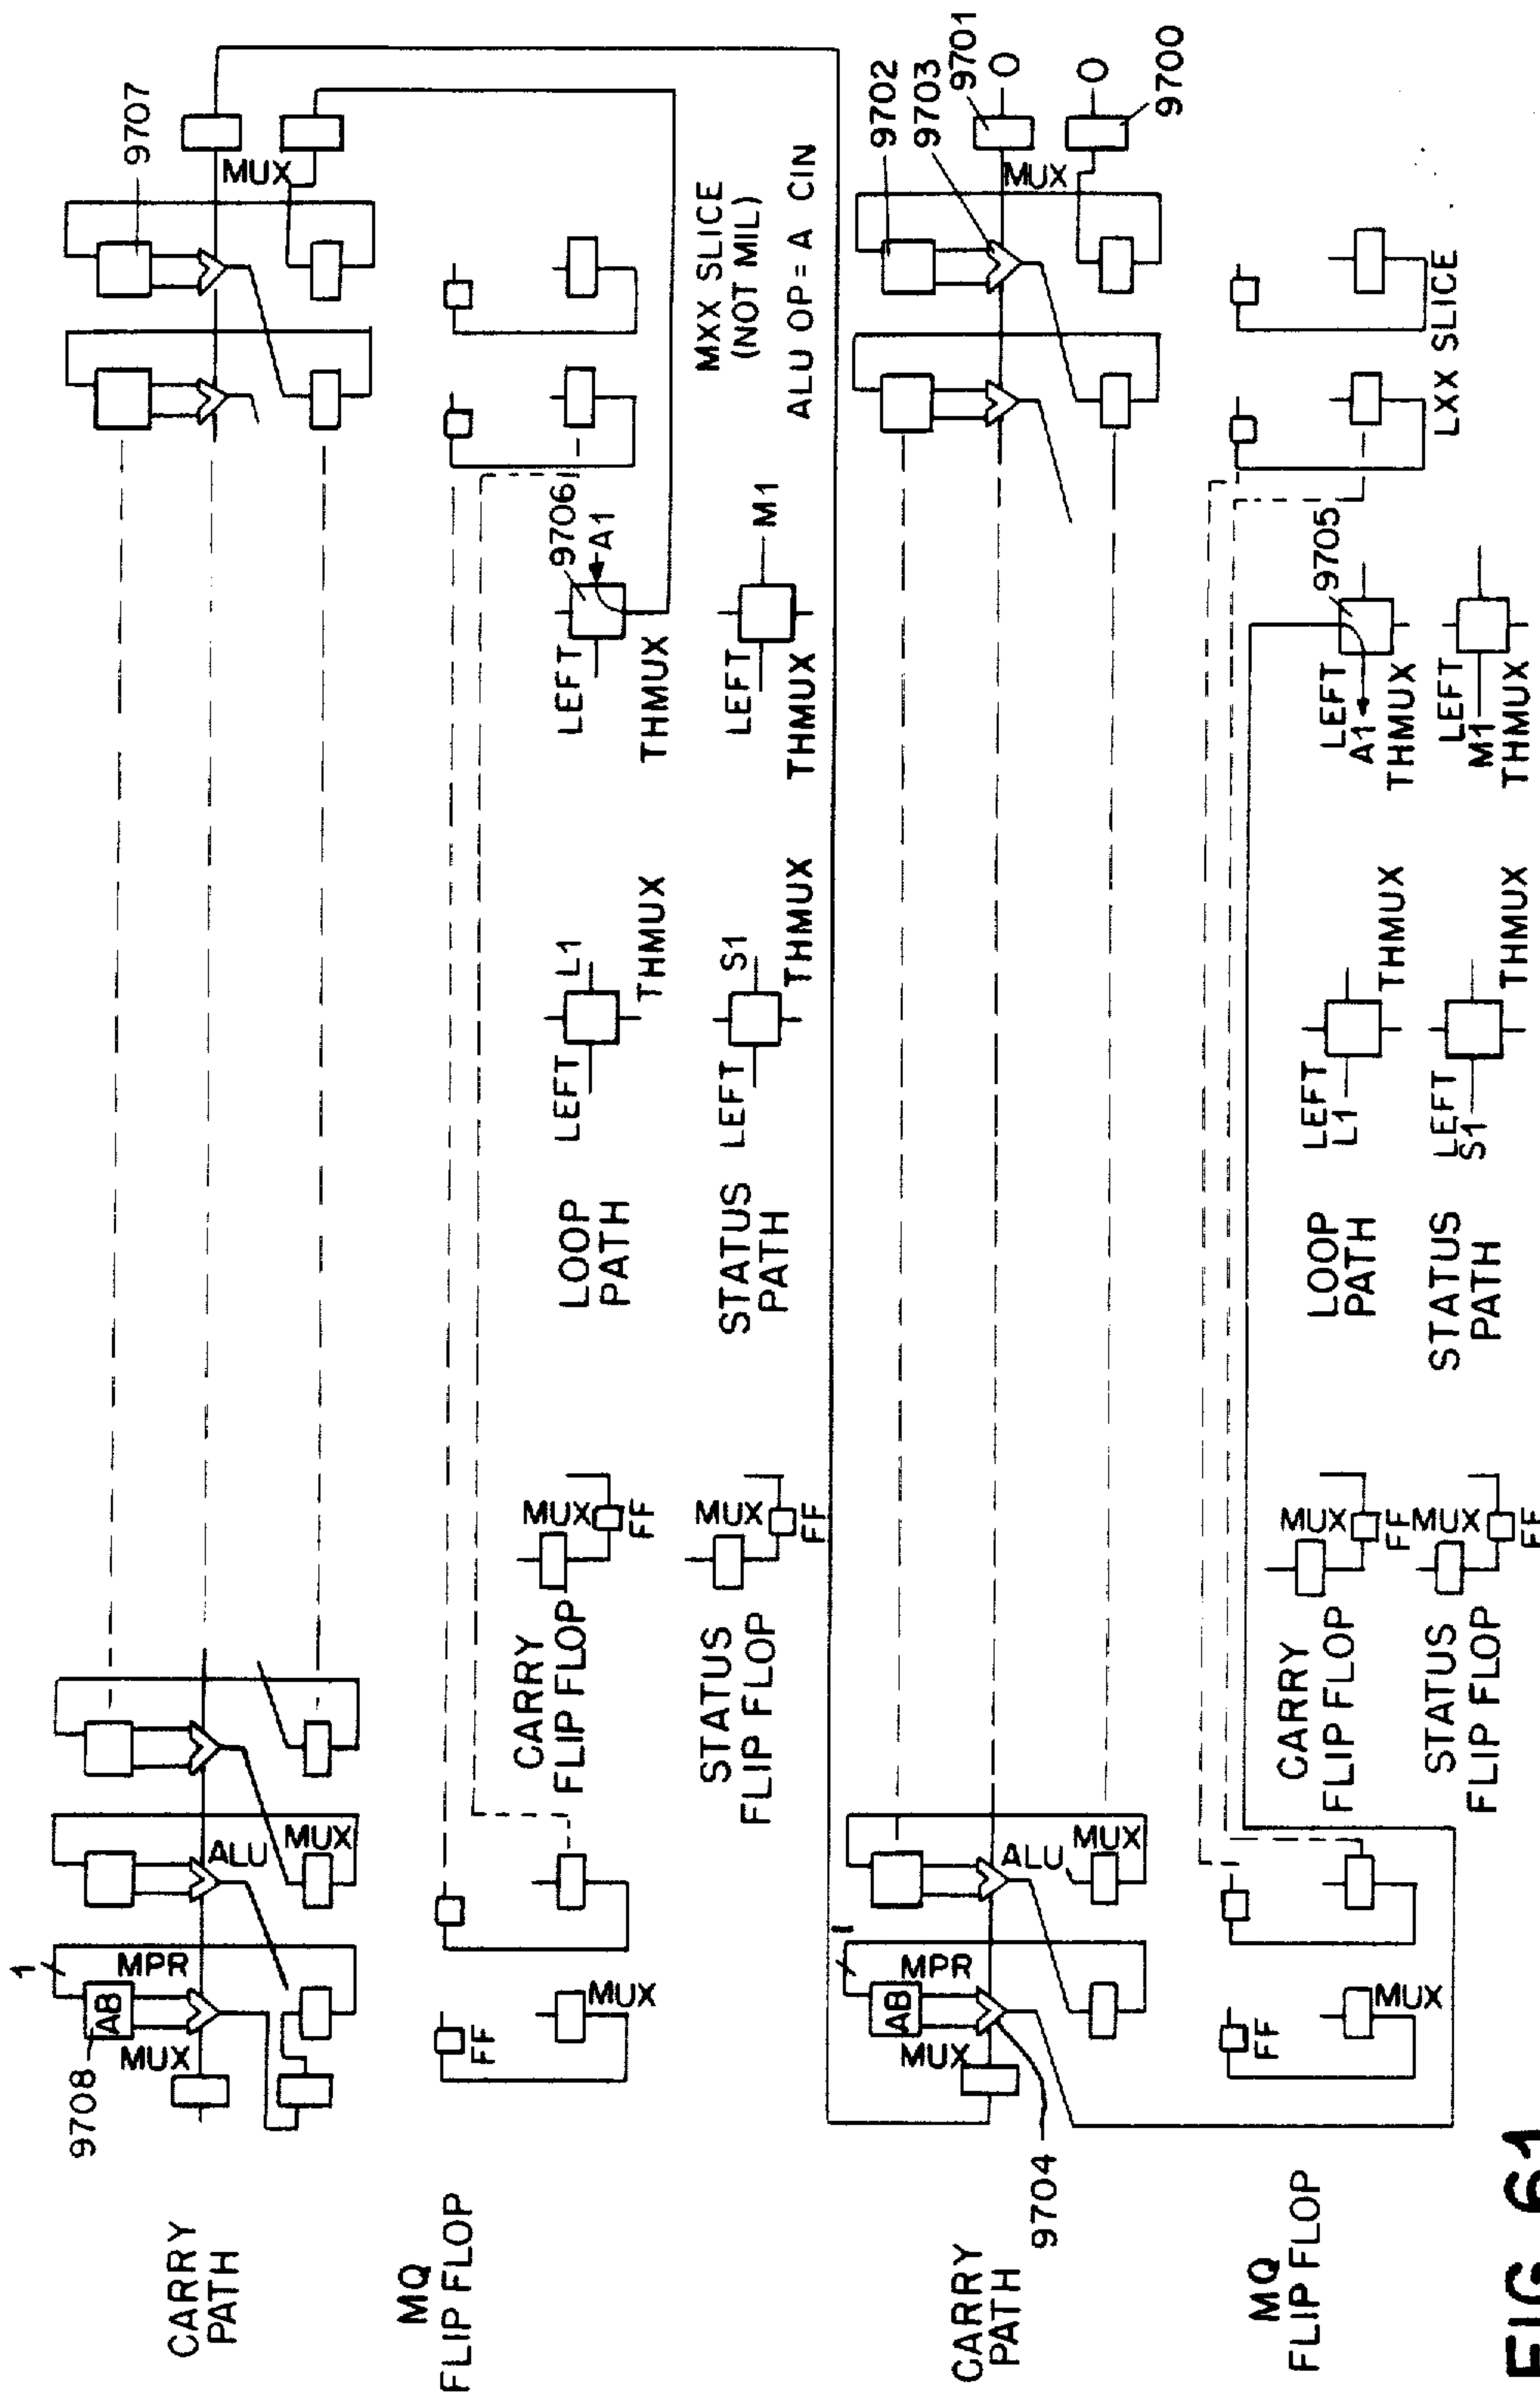 9708
1
AB
MPR
MUX
ALU
MUX
MUX
9707
CARRY
PATH
MQ
FLIP FLOP
FF
MUX
CARRY
FLIP FLOP
MUX
FF
LOOP
PATH
LEFT
L1
THMUX
LEFT
9706
A1
THMUX
STATUS
FLIP FLOP
MUX
FF
STATUS
PATH
LEFT
S1
THMUX
LEFT
M1
THMUX
MXX SLICE
(NOT MIL)
ALU OP = A CIN
1
AB
MPR
MUX
ALU
MUX
MUX
9702
9703
9701
O
O
9700
9704
CARRY
PATH
MQ
FLIP FLOP
FF
MUX
CARRY
FLIP FLOP
MUX
FF
LOOP
PATH
LEFT
L1
THMUX
LEFT
A1
THMUX
9705
STATUS
FLIP FLOP
MUX
FF
STATUS
PATH
LEFT
S1
THMUX
LEFT
M1
THMUX
LXX SLICE
FIG. 61